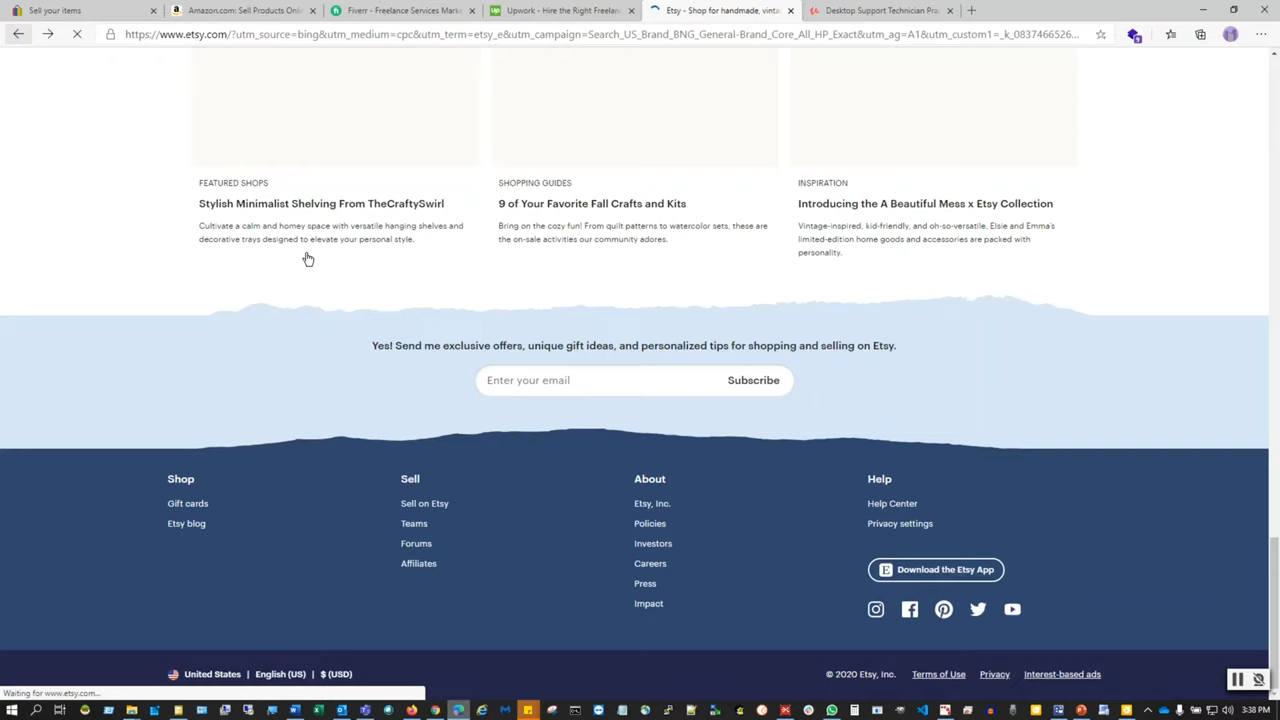 Sell your items
Amazon.com: Sell Products Onli
Fiverr - Freelance Services Marke
Upwork - Hire the Right Freelan
Etsy - Shop for handmade, vinta
Desktop Support Technician Pra
https://www.etsy.com/?utm_source=bing&utm_medium=cpc&utm_term=etsy_e&utm_campaign=Search_US_Brand_BNG_General-Brand_Core_All_HP_Exact&utm_ag=A1&utm_custom1=_k_0837466526...
FEATURED SHOPS
Stylish Minimalist Shelving From TheCraftySwirl
Cultivate a calm and homey space with versatile hanging shelves and
decorative trays designed to elevate your personal style.
SHOPPING GUIDES
9 of Your Favorite Fall Crafts and Kits
Bring on the cozy fun! From quilt patterns to watercolor sets, these are
the on-sale activities our community adores.
INSPIRATION
Introducing the A Beautiful Mess x Etsy Collection
Vintage-inspired, kid-friendly, and oh-so-versatile, Elsie and Emma's
limited-edition home goods and accessories are packed with
personality.
Yes! Send me exclusive offers, unique gift ideas, and personalized tips for shopping and selling on Etsy.
Enter your email
Subscribe
Shop
Gift cards
Etsy blog
Sell
Sell on Etsy
Teams
Forums
Affiliates
About
Etsy, Inc.
Policies
Investors
Careers
Press
Impact
Help
Help Center
Privacy settings
Download the Etsy App
United States | English (US) | $ (USD)
© 2020 Etsy, Inc. Terms of Use Privacy Interest-based ads
Waiting for www.etsy.com...
3:38 PM